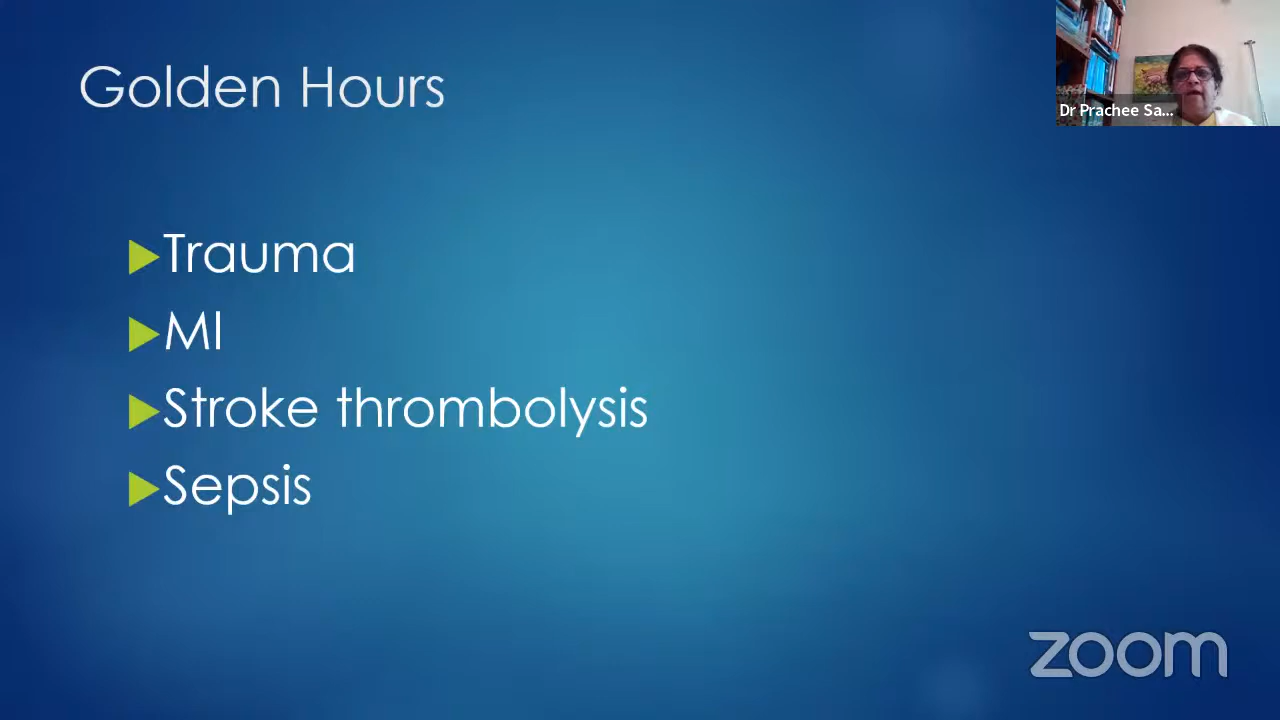 Golden Hours
Dr Prachee Sa...
Trauma
MI
Stroke thrombolysis
Sepsis
zoom